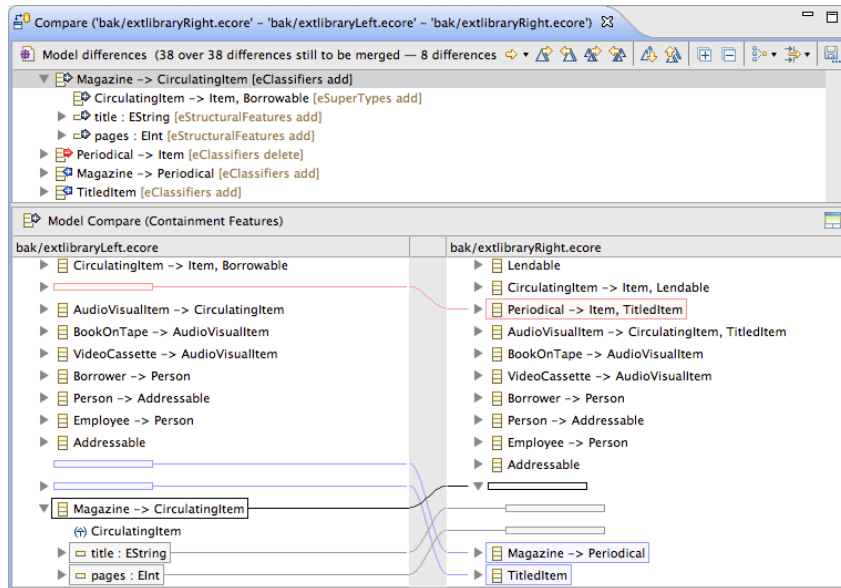 Compare ('bak/extlibraryRight.ecore' - 'bak/extlibraryLeft.ecore' - 'bak/extlibraryRight.ecore')
Model differences (38 over 38 differences still to be merged — 8 differences
Magazine -> CirculatingItem [eClassifiers add]
CirculatingItem -> Item, Borrowable [eSuperTypes add]
title : EString [eStructuralFeatures add]
pages : EInt [eStructuralFeatures add]
Periodical -> Item [eClassifiers delete]
Magazine -> Periodical [eClassifiers add]
TitledItem [eClassifiers add]
Model Compare (Containment Features)
bak/extlibraryLeft.ecore
CirculatingItem -> Item, Borrowable
AudioVisualItem -> CirculatingItem
BookOnTape -> AudioVisualItem
VideoCassette -> AudioVisualItem
Borrower -> Person
Person -> Addressable
Employee -> Person
Addressable
Magazine -> CirculatingItem
CirculatingItem
title : EString
pages : EInt
bak/extlibraryRight.ecore
Lendable
CirculatingItem -> Item, Lendable
Periodical -> Item, TitledItem
AudioVisualItem -> CirculatingItem, TitledItem
BookOnTape -> AudioVisualItem
VideoCassette -> AudioVisualItem
Borrower -> Person
Person -> Addressable
Employee -> Person
Addressable
Magazine -> Periodical
TitledItem